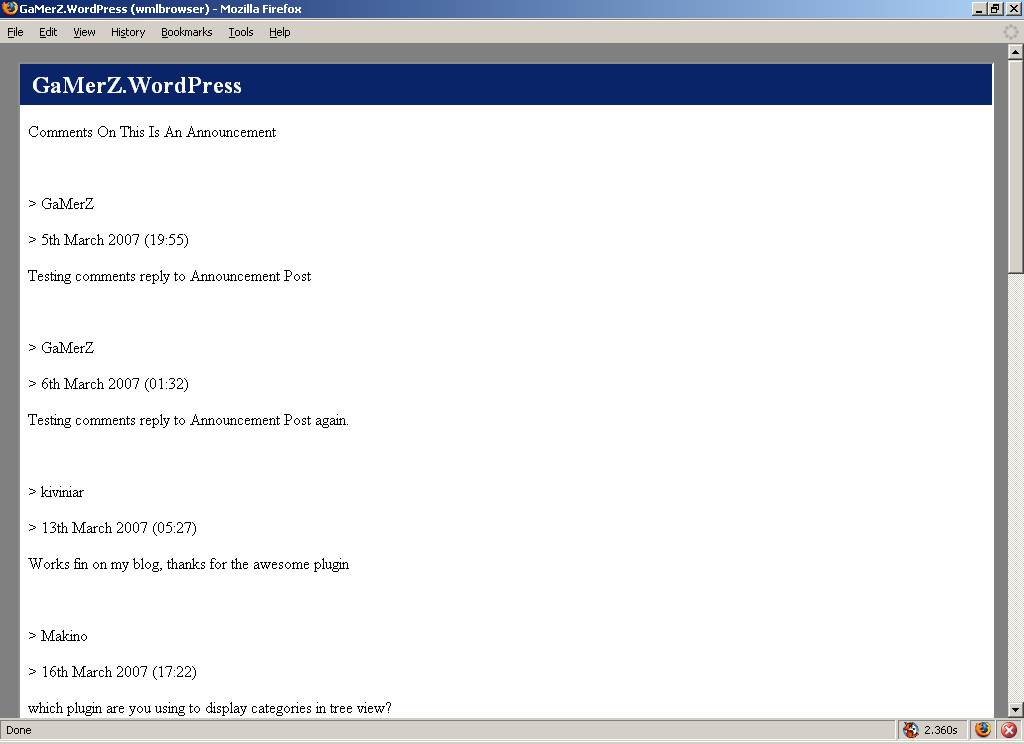 GaMerZ.WordPress (wmlbrowser) - Mozilla Firefox
File Edit View History Bookmarks Tools Help
GaMerZ.WordPress
Comments On This Is An Announcement
> GaMerZ
> 5th March 2007 (19:55)
Testing comments reply to Announcement Post
> GaMerZ
> 6th March 2007 (01:32)
Testing comments reply to Announcement Post again.
> kiviniar
> 13th March 2007 (05:27)
Works fin on my blog, thanks for the awesome plugin
> Makino
> 16th March 2007 (17:22)
which plugin are you using to display categories in tree view?
Done 2.360s